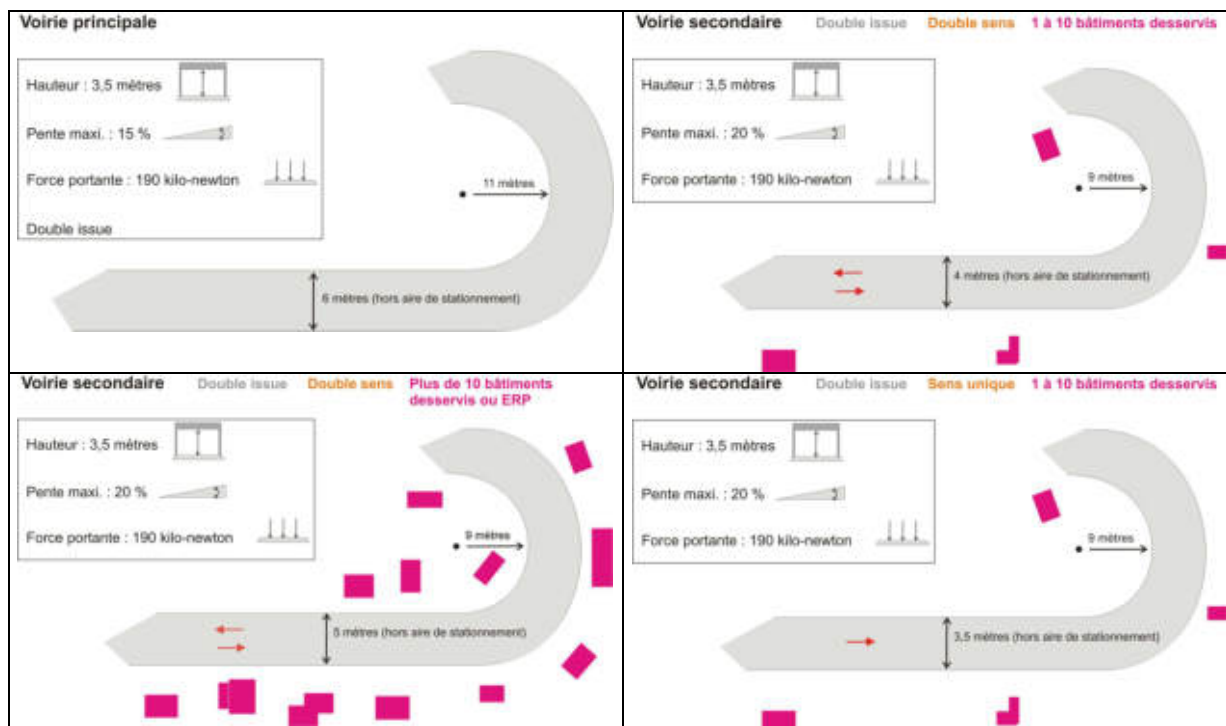 Voirie principale
Hauteur : 3,5 mètres
Pente maxi. : 15 %
Force portante : 190 kilo-newton
Double issue
11 mètres
6 mètres (hors aire de stationnement)
Voirie secondaire Double issue Double sens 1 à 10 bâtiments desservis
Hauteur : 3,5 mètres
Pente maxi. : 20 %
Force portante : 190 kilo-newton
9 mètres
4 mètres (hors aire de stationnement)
Voirie secondaire Double issue Double sens Plus de 10 bâtiments
desservis ou ERP
Hauteur : 3,5 mètres
Pente maxi. : 20 %
Force portante : 190 kilo-newton
9 mètres
5 mètres (hors aire de stationnement)
Voirie secondaire Double issue Sens unique 1 à 10 bâtiments desservis
Hauteur : 3,5 mètres
Pente maxi. : 20 %
Force portante : 190 kilo-newton
9 mètres
3,5 mètres (hors aire de stationnement)